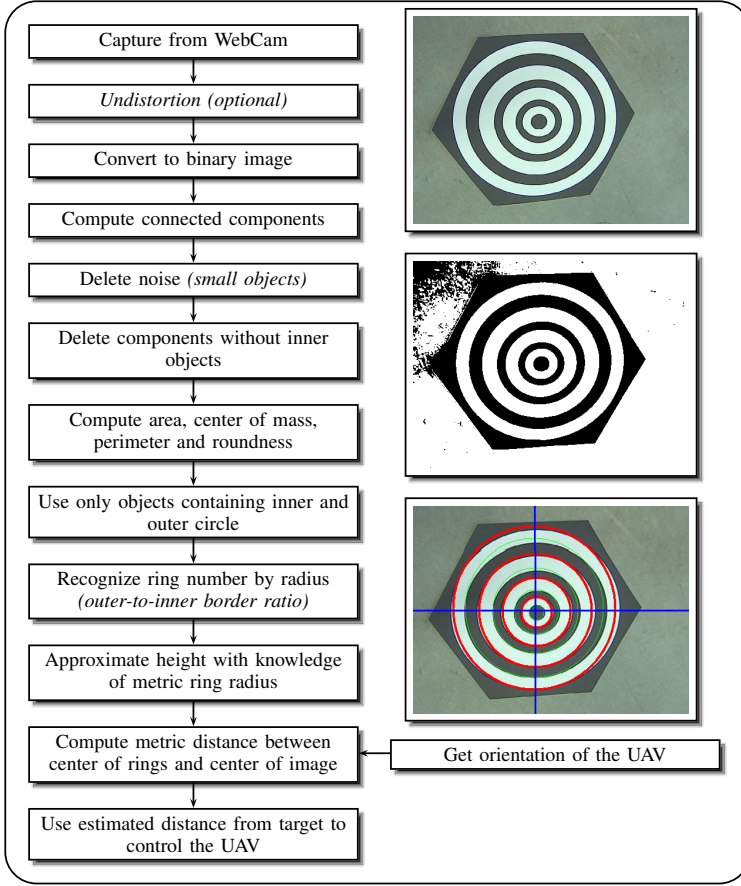 Capture from WebCam
Undistortion (optional)
Convert to binary image
Compute connected components
Delete noise (small objects)
Delete components without inner
objects
Compute area, center of mass,
perimeter and roundness
Use only objects containing inner and
outer circle
Recognize ring number by radius
(outer-to-inner border ratio)
Approximate height with knowledge
of metric ring radius
Compute metric distance between
center of rings and center of image
Get orientation of the UAV
Use estimated distance from target to
control the UAV